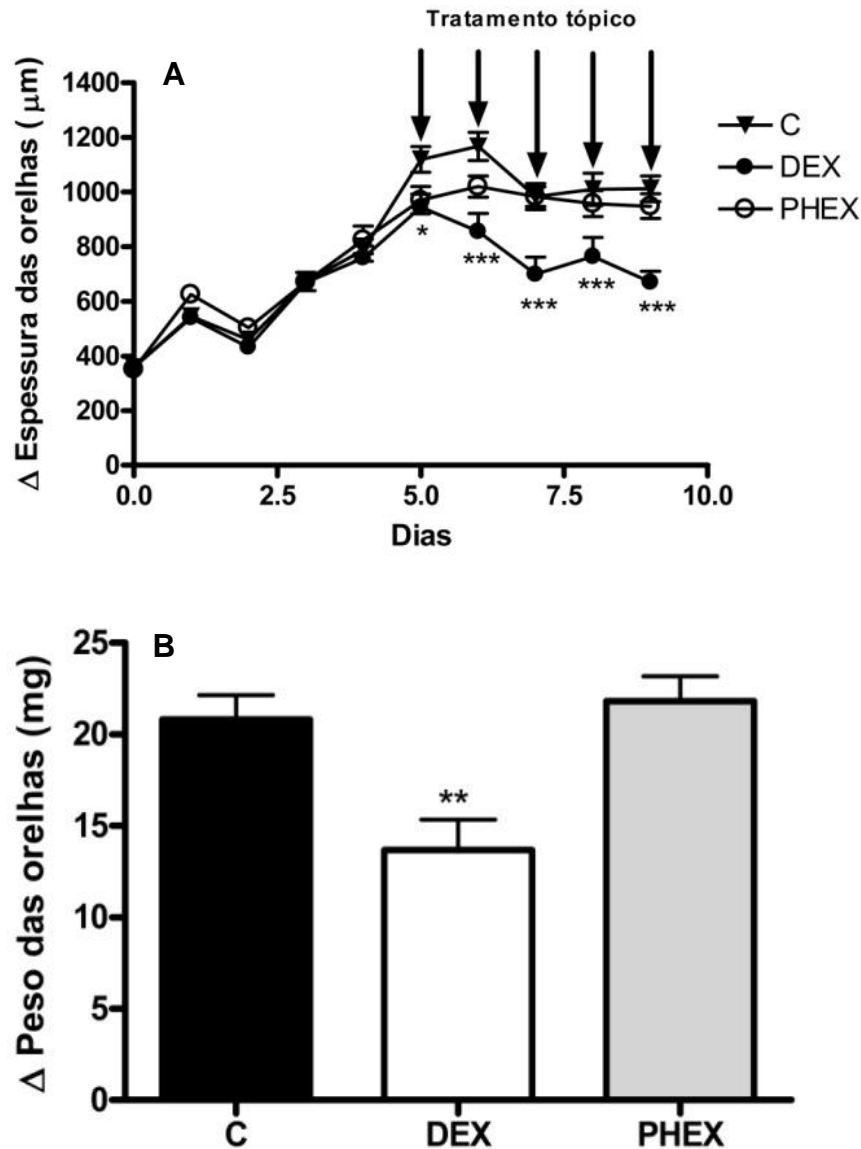 Tratamento tópico
A
Δ Espessura das orelhas ( μm)
1400
1200
1000
800
600
400
200
0
*
***
***
***
***
C
DEX
PHEX
0.0 2.5 5.0 7.5 10.0
Dias
B
Δ Peso das orelhas (mg)
25
20
15
10
5
0
**
C DEX PHEX